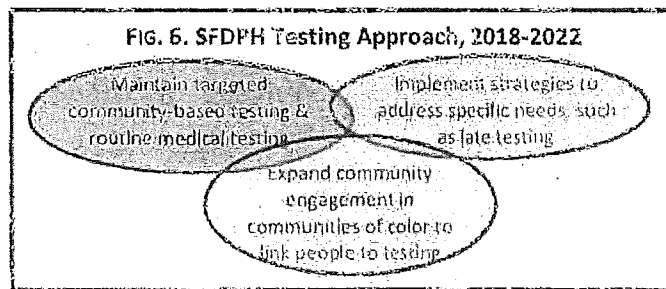 FIG. 6. SFDPH Testing Approach, 2018-2022
Maintain targeted
community-based testing &
routine medical testing
Implement strategies to
address specific needs, such
as late testing
Expand community
engagement in
communities of color to
link people to testing